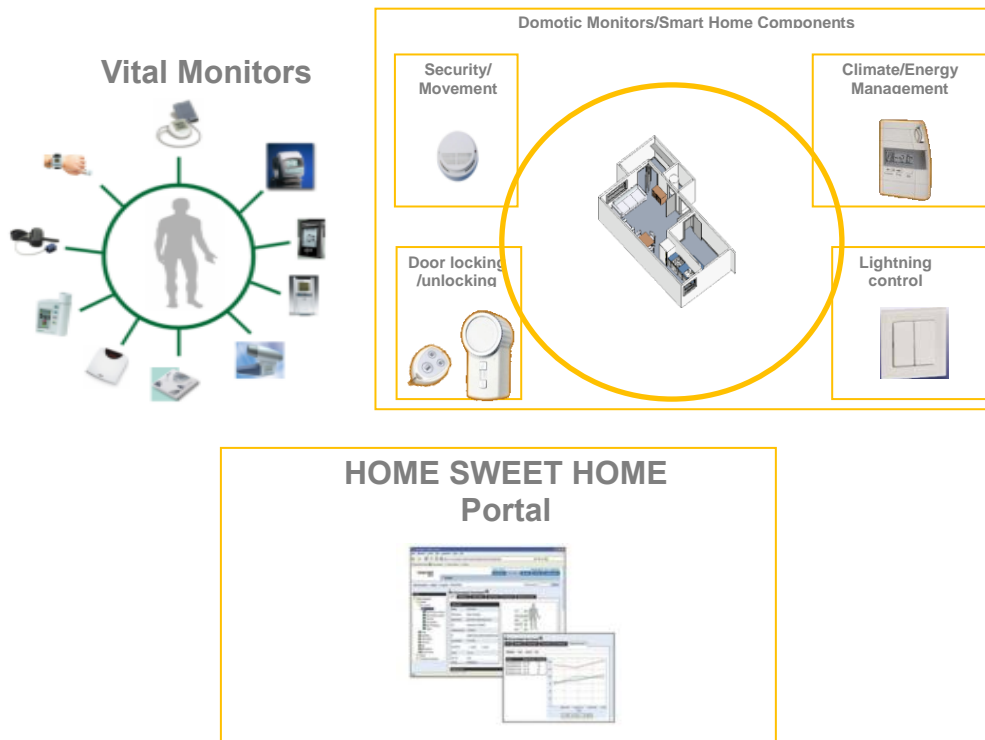 Domotic Monitors/Smart Home Components
Vital Monitors
Security/
Movement
Climate/Energy
Management
Door locking
/unlocking
Lightning
control
HOME SWEET HOME
Portal